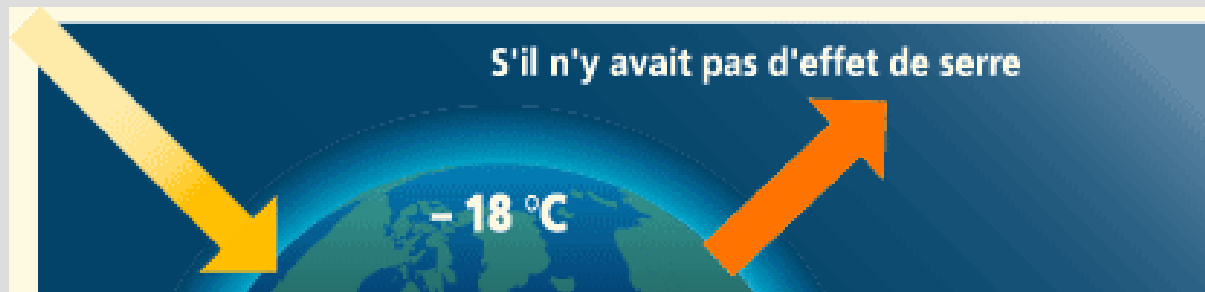 S'il n'y avait pas d'effet de serre
– 18 °C